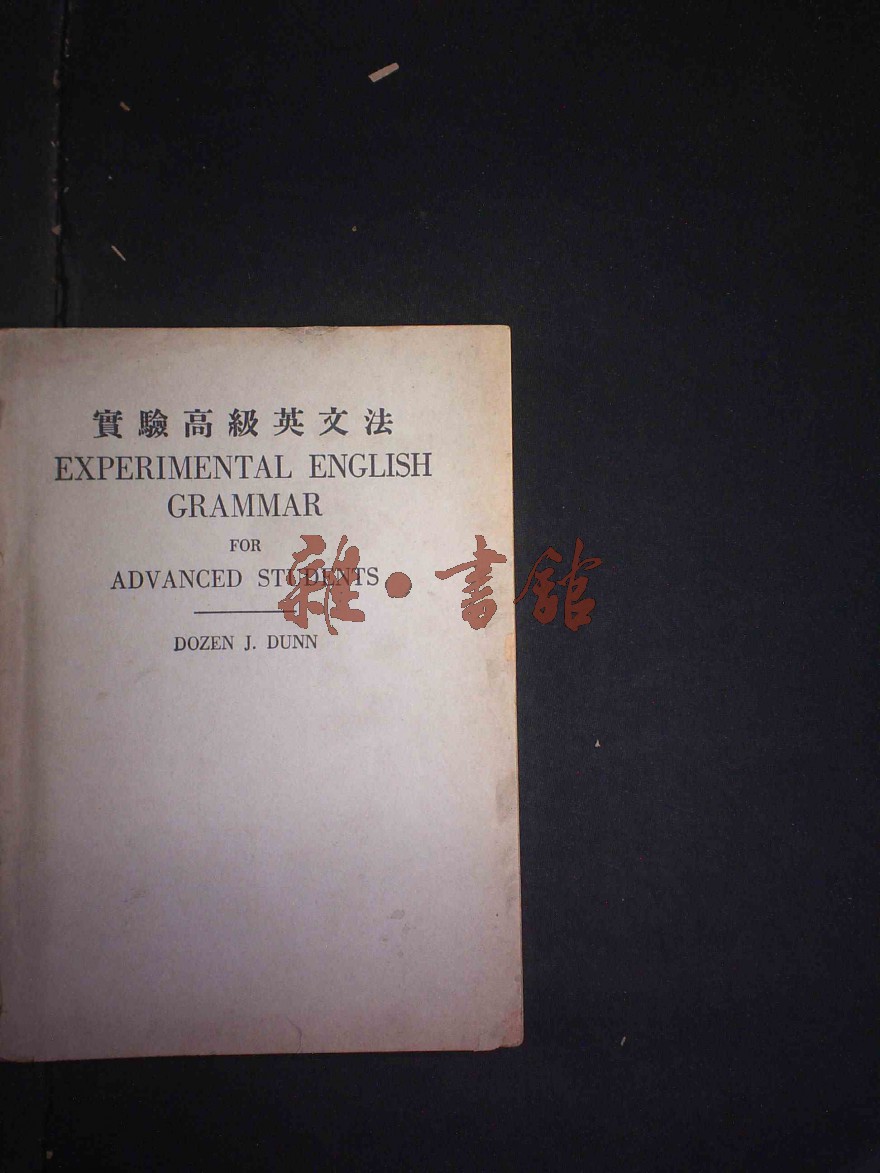 實驗高級英文法
EXPERIMENTAL ENGLISH
GRAMMAR
FOR
ADVANCED STUDENTS
DOZEN J. DUNN
雜·書館